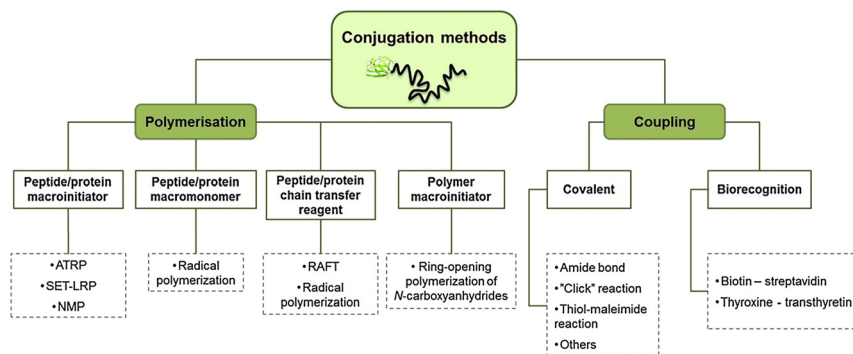 Conjugation methods
Polymerisation
Coupling
Peptide/protein
macroinitiator
Peptide/protein
macromonomer
Peptide/protein
chain transfer
reagent
Polymer
macroinitiator
Covalent
Biorecognition
•ATRP
•SET-LRP
•NMP
•Radical
polymerization
•RAFT
•Radical
polymerization
•Ring-opening
polymerization of
N-carboxyanhydrides
•Amide bond
•"Click" reaction
•Thiol-maleimide
reaction
•Others
•Biotin – streptavidin
•Thyroxine - transthyretin